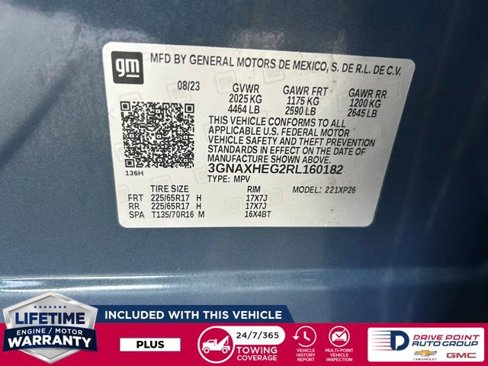 gm
MFD BY GENERAL MOTORS DE MEXICO, S. DE R.L. DE C.V.
08/23 GVWR GAWR FRT GAWR RR
2025 KG 1175 KG 1200 KG
4464 LB 2590 LB 2645 LB
THIS VEHICLE CONFORMS TO ALL
APPLICABLE U.S. FEDERAL MOTOR
VEHICLE SAFETY AND THEFT PREVENTION
STANDARDS IN EFFECT ON THE DATE
OF MANUFACTURE SHOWN ABOVE.
3GNAXHEG2RL160182
136H
TYPE: MPV
TIRE SIZE RIM MODEL: 221XP26
FRT 225/65R17 H 17X7J
RR 225/65R17 H 17X7J
SPA T135/70R16 M 16X4BT
LIFETIME
ENGINE / MOTOR
WARRANTY
INCLUDED WITH THIS VEHICLE
PLUS
24/7/365
TOWING
COVERAGE
VEHICLE
HISTORY
REPORT
MULTI-POINT
VEHICLE
INSPECTION
D
DRIVE POINT
AUTO GROUP
CHEVROLET
GMC